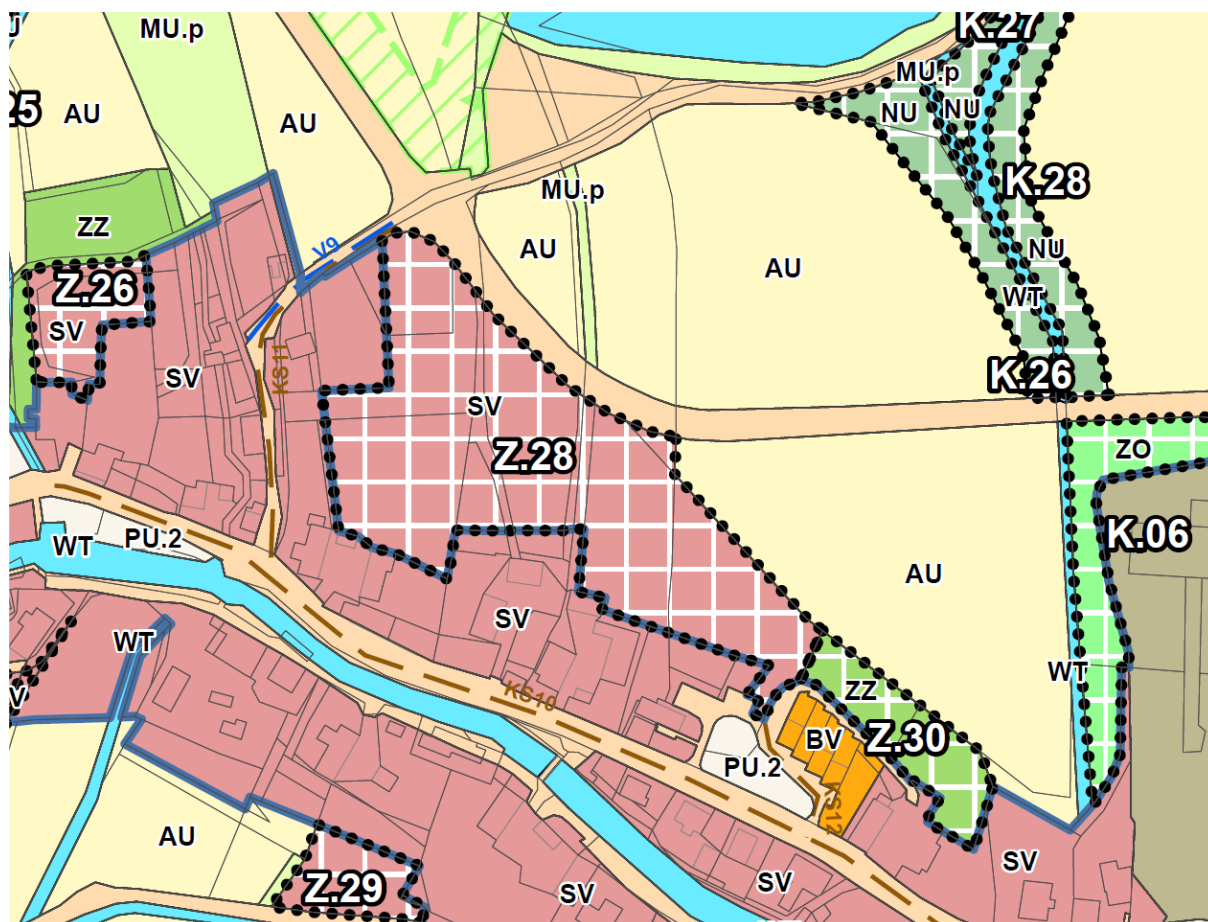 U
MU.p
K.27
MU.p
25
AU
AU
NU
NU
K.28
MU.p
ZZ
V9
AU
AU
NU
Z.26
WT
SV
SV
KS11
K.26
SV
Z.28
ZO
PU.2
WT
K.06
AU
SV
WT
WT
V
KS10
ZZ
BV
Z.30
PU.2
KS12
AU
SV
SV
Z.29
SV